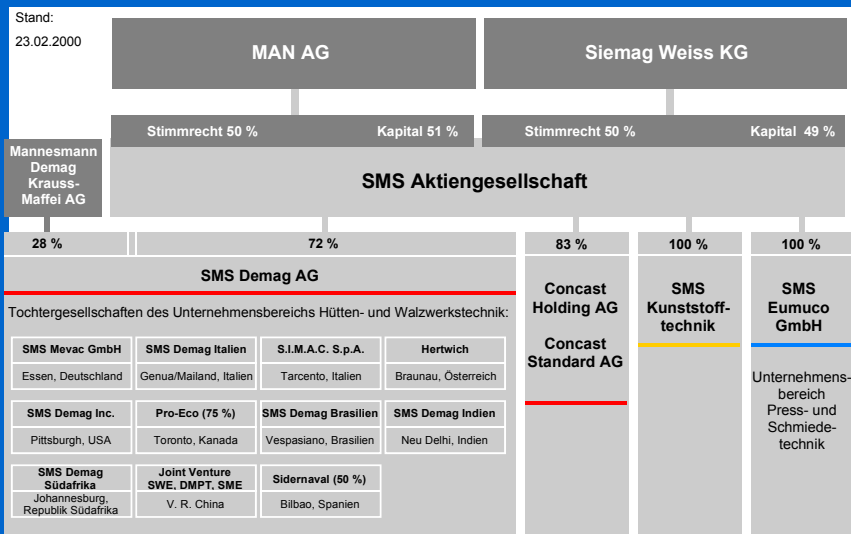 Stand:
23.02.2000
MAN AG
Siemag Weiss KG
Stimmrecht 50 %
Kapital 51 %
Stimmrecht 50 %
Kapital 49 %
Mannesmann
Demag
Krauss-
Maffei AG
SMS Aktiengesellschaft
28 %
72 %
83 %
100 %
100 %
SMS Demag AG
Tochtergesellschaften des Unternehmensbereichs Hütten- und Walzwerkstechnik:
SMS Mevac GmbH
Essen, Deutschland
SMS Demag Italien
Genua/Mailand, Italien
S.I.M.A.C. S.p.A.
Tarcento, Italien
Hertwich
Braunau, Österreich
SMS Demag Inc.
Pittsburgh, USA
Pro-Eco (75 %)
Toronto, Kanada
SMS Demag Brasilien
Vespasiano, Brasilien
SMS Demag Indien
Neu Delhi, Indien
SMS Demag
Südafrika
Johannesburg,
Republik Südafrika
Joint Venture
SWE, DMPT, SME
V. R. China
Sidernaval (50 %)
Bilbao, Spanien
Concast
Holding AG
Concast
Standard AG
SMS
Kunststoff-
technik
SMS
Eumuco
GmbH
Unternehmens-
bereich
Press- und
Schmiede-
technik